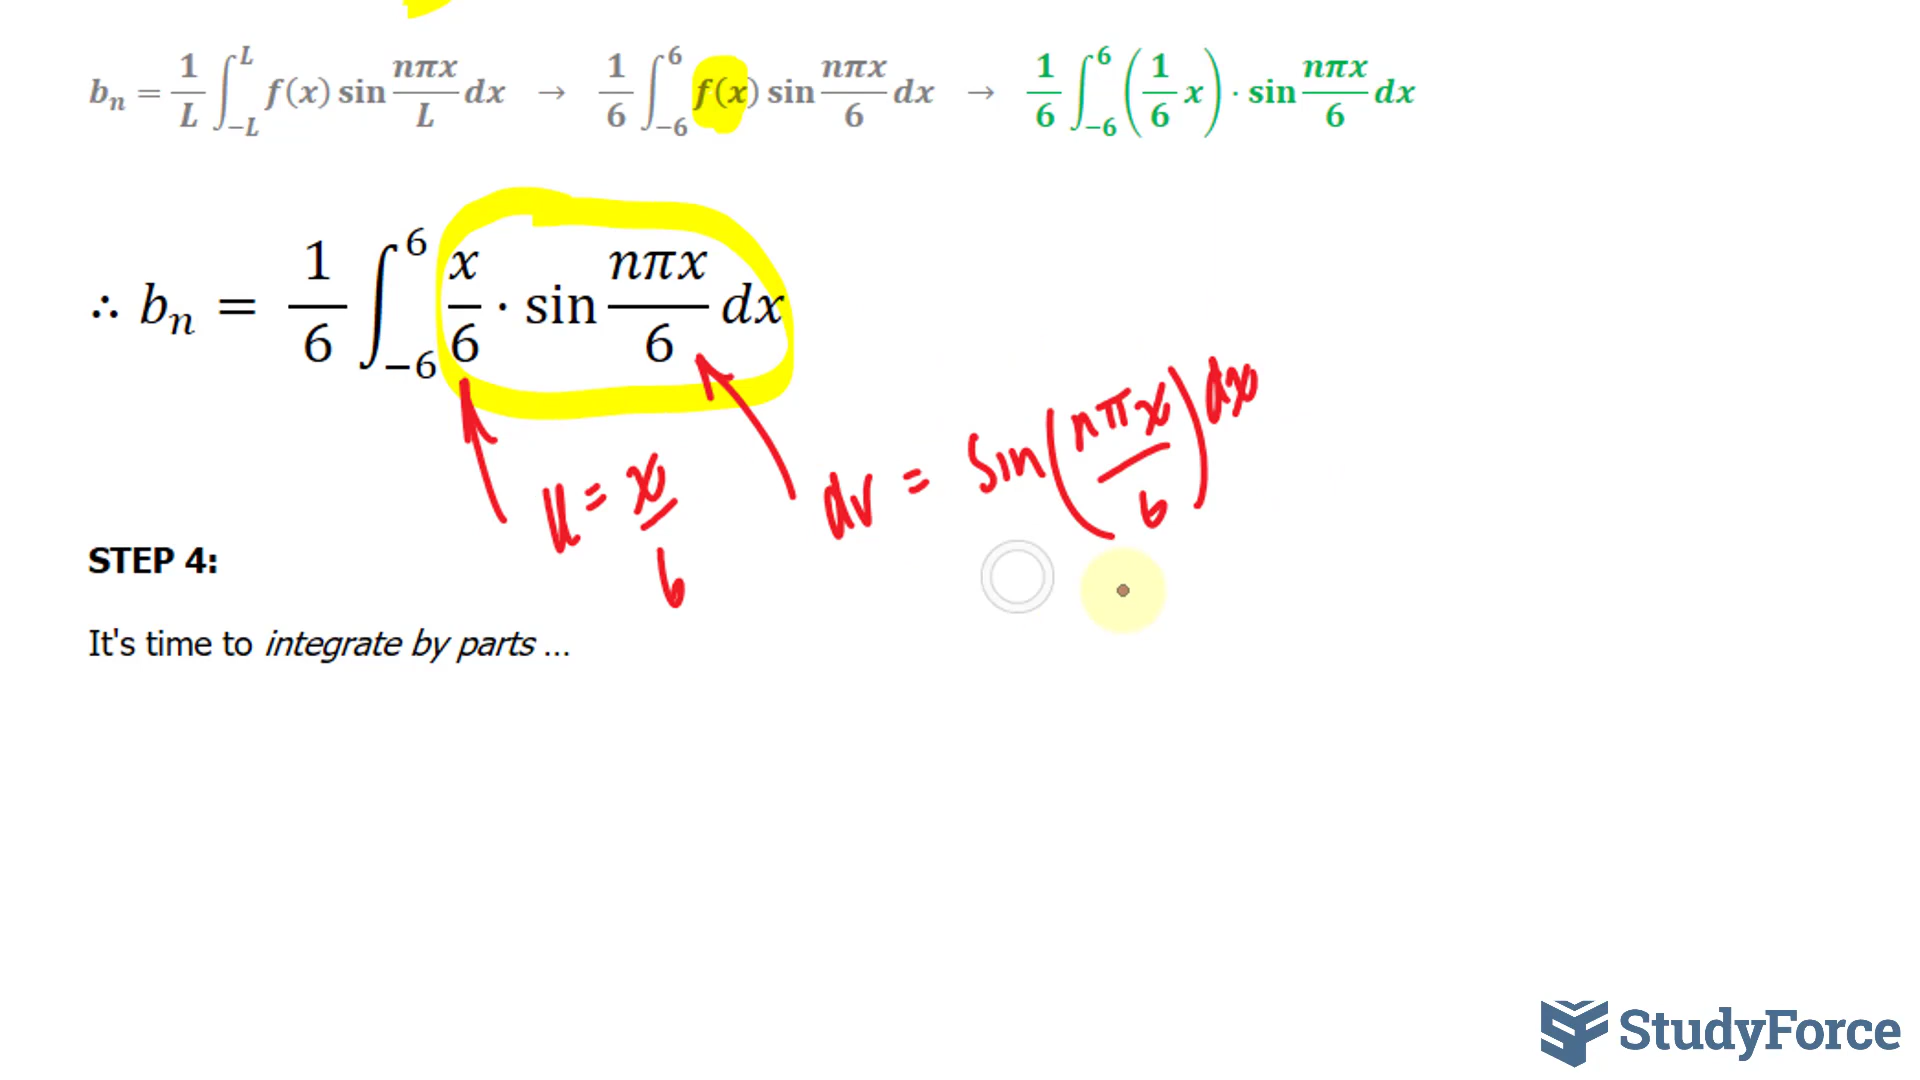 bₙ = 1/L ∫_{-L}^{L} f(x) sin nπx/L dx → 1/6 ∫_{-6}^{6} f(x) sin nπx/6 dx → 1/6 ∫_{-6}^{6} (1/6 x) · sin nπx/6 dx
∴ bₙ = 1/6 ∫_{-6}^{6} x/6 · sin nπx/6 dx
u = x/6
dv = sin(nπx/6) dx
STEP 4:
It's time to integrate by parts ...
StudyForce